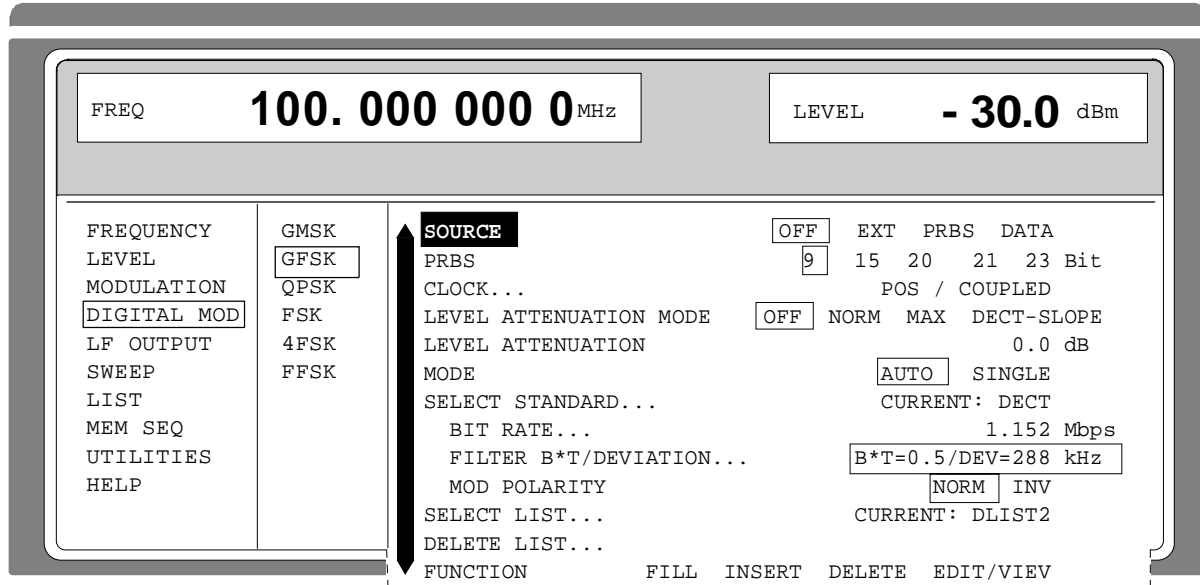 FREQ 100. 000 000 0 MHz LEVEL - 30.0 dBm
FREQUENCY GMSK SOURCE OFF EXT PRBS DATA
LEVEL GFSK PRBS 9 15 20 21 23 Bit
MODULATION QPSK CLOCK... POS / COUPLED
DIGITAL MOD FSK LEVEL ATTENUATION MODE OFF NORM MAX DECT-SLOPE
LF OUTPUT 4FSK LEVEL ATTENUATION 0.0 dB
SWEEP FFSK MODE AUTO SINGLE
LIST SELECT STANDARD... CURRENT: DECT
MEM SEQ BIT RATE... 1.152 Mbps
UTILITIES FILTER B*T/DEVIATION... B*T=0.5/DEV=288 kHz
HELP MOD POLARITY NORM INV
SELECT LIST... CURRENT: DLIST2
DELETE LIST...
FUNCTION FILL INSERT DELETE EDIT/VIEV